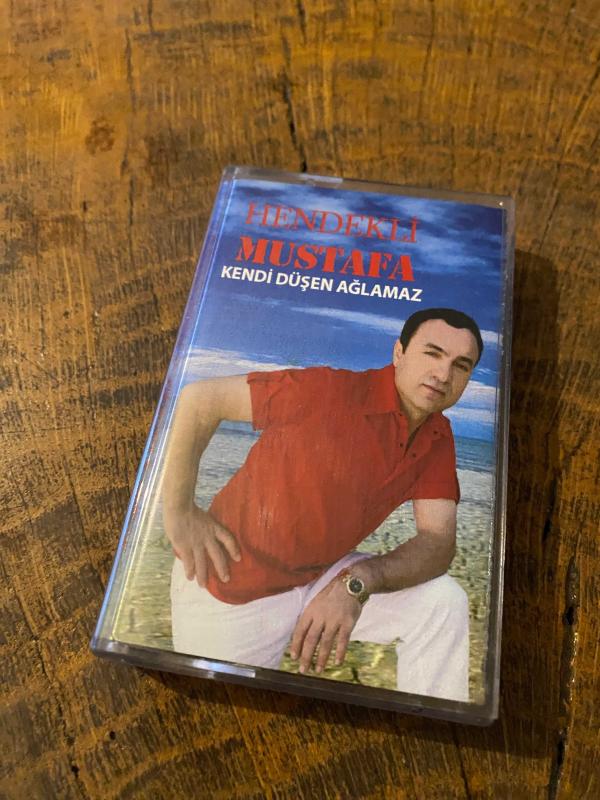 HENDEKLİ
MUSTAFA
KENDİ DÜŞEN AĞLAMAZ